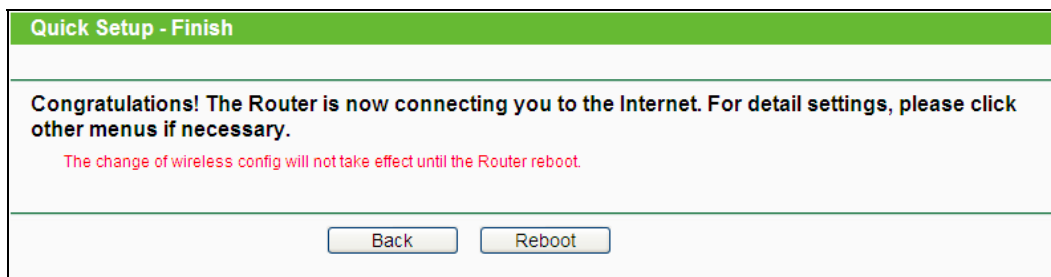 Quick Setup - Finish
Congratulations! The Router is now connecting you to the Internet. For detail settings, please click
other menus if necessary.
The change of wireless config will not take effect until the Router reboot.
Back Reboot